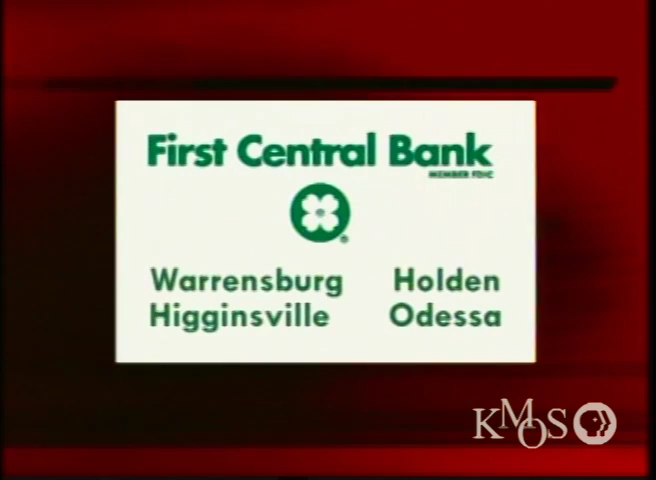 First Central Bank
MEMBER FDIC
®
Warrensburg Holden
Higginsville Odessa
KMOS